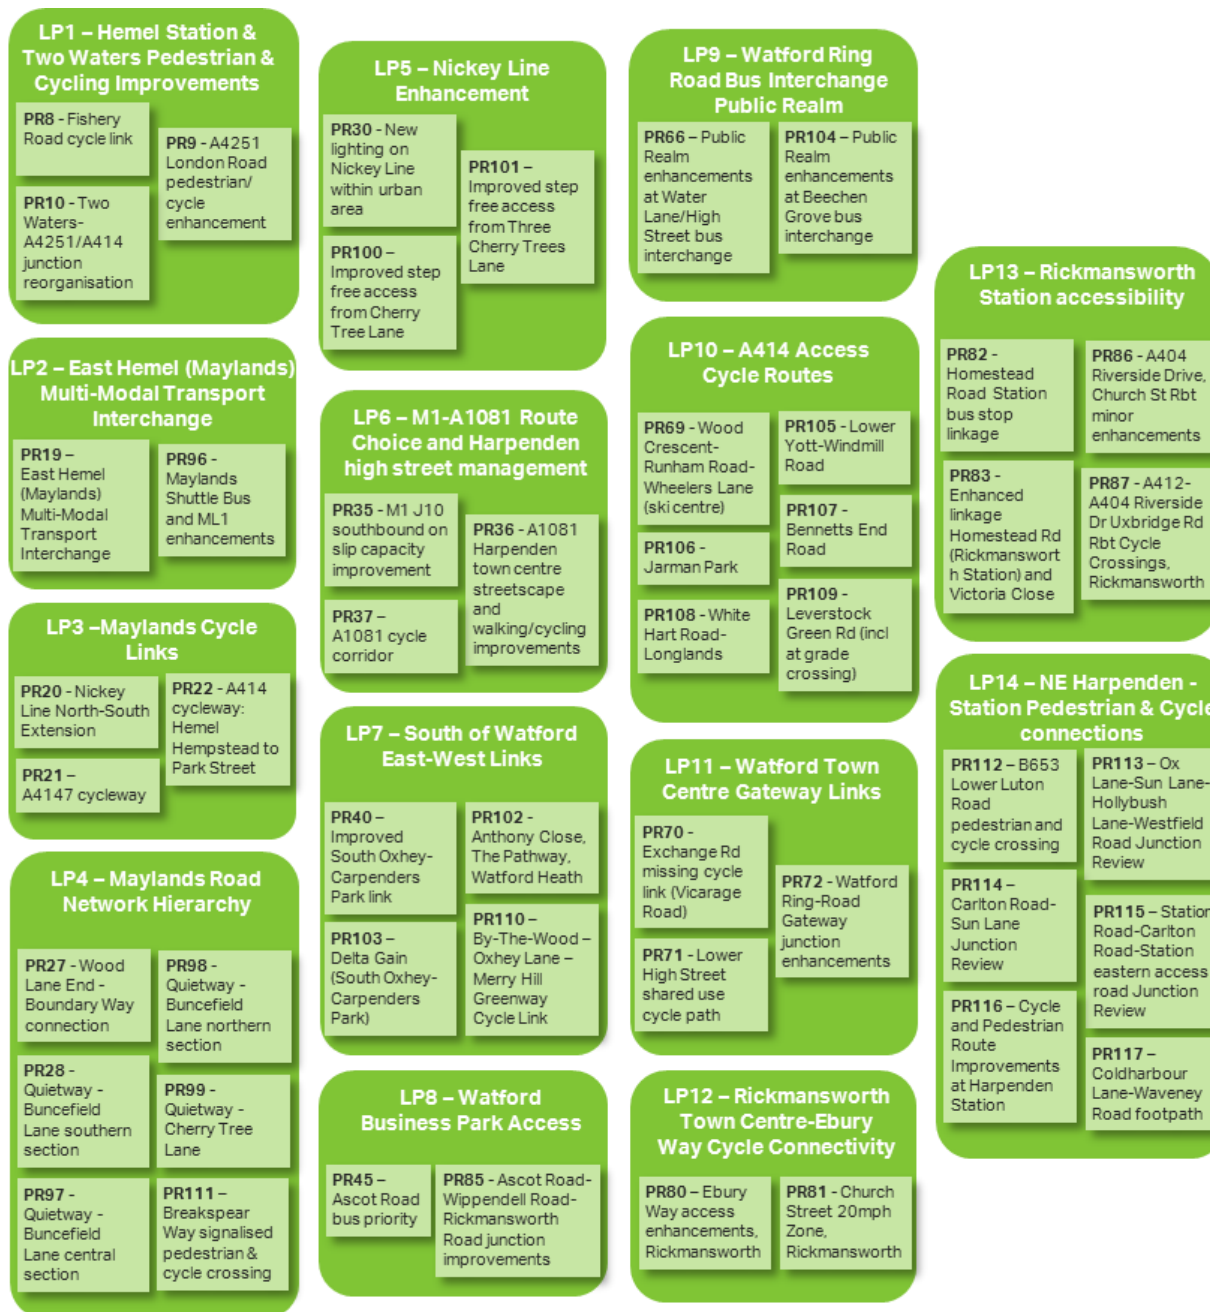 LP1 – Hemel Station &
Two Waters Pedestrian &
Cycling Improvements
PR8 - Fishery
Road cycle link
PR9 - A4251
London Road
pedestrian/
cycle
enhancement
PR10 - Two
Waters-
A4251/A414
junction
reorganisation
LP2 – East Hemel (Maylands)
Multi-Modal Transport
Interchange
PR19 –
East Hemel
(Maylands)
Multi-Modal
Transport
Interchange
PR96 -
Maylands
Shuttle Bus
and ML1
enhancements
LP3 –Maylands Cycle
Links
PR20 - Nickey
Line North-South
Extension
PR22 - A414
cycleway:
Hemel
Hempstead to
Park Street
PR21 –
A4147 cycleway
LP4 – Maylands Road
Network Hierarchy
PR27 - Wood
Lane End -
Boundary Way
connection
PR98 -
Quietway -
Buncefield
Lane northern
section
PR28 -
Quietway -
Buncefield
Lane southern
section
PR99 -
Quietway -
Cherry Tree
Lane
PR97 -
Quietway -
Buncefield
Lane central
section
PR111 –
Breakspear
Way signalised
pedestrian &
cycle crossing
LP5 – Nickey Line
Enhancement
PR30 - New
lighting on
Nickey Line
within urban
area
PR101 –
Improved step
free access
from Three
Cherry Trees
Lane
PR100 –
Improved step
free access
from Cherry
Tree Lane
LP6 – M1-A1081 Route
Choice and Harpenden
high street management
PR35 - M1 J10
southbound on
slip capacity
improvement
PR36 - A1081
Harpenden
town centre
streetscape
and
walking/cycling
improvements
PR37 -
A1081 cycle
corridor
LP7 – South of Watford
East-West Links
PR40 –
Improved
South Oxhey-
Carpenders
Park link
PR102 -
Anthony Close,
The Pathway,
Watford Heath
PR103 –
Delta Gain
(South Oxhey-
Carpenders
Park)
PR110 –
By-The-Wood –
Oxhey Lane –
Merry Hill
Greenway
Cycle Link
LP8 – Watford
Business Park Access
PR45 –
Ascot Road
bus priority
PR85 - Ascot Road-
Wippendell Road-
Rickmansworth
Road junction
improvements
LP9 – Watford Ring
Road Bus Interchange
Public Realm
PR66 – Public
Realm
enhancements
at Water
Lane/High
Street bus
interchange
PR104 – Public
Realm
enhancements
at Beechen
Grove bus
interchange
LP10 – A414 Access
Cycle Routes
PR69 - Wood
Crescent-
Runham Road-
Wheelers Lane
(ski centre)
PR105 - Lower
Yott-Windmill
Road
PR106 -
Jarman Park
PR107 -
Bennetts End
Road
PR108 - White
Hart Road-
Longlands
PR109 -
Leverstock
Green Rd (incl
at grade
crossing)
LP11 – Watford Town
Centre Gateway Links
PR70 -
Exchange Rd
missing cycle
link (Vicarage
Road)
PR72 - Watford
Ring-Road
Gateway
junction
enhancements
PR71 - Lower
High Street
shared use
cycle path
LP12 – Rickmansworth
Town Centre-Ebury
Way Cycle Connectivity
PR80 – Ebury
Way access
enhancements,
Rickmansworth
PR81 - Church
Street 20mph
Zone,
Rickmansworth
LP13 – Rickmansworth
Station accessibility
PR82 -
Homestead
Road Station
bus stop
linkage
PR86 - A404
Riverside Drive,
Church St Rbt
minor
enhancements
PR83 -
Enhanced
linkage
Homestead Rd
(Rickmanswort
h Station) and
Victoria Close
PR87 - A412-
A404 Riverside
Dr Uxbridge Rd
Rbt Cycle
Crossings,
Rickmansworth
LP14 – NE Harpenden -
Station Pedestrian & Cycle
connections
PR112 – B653
Lower Luton
Road
pedestrian and
cycle crossing
PR113 – Ox
Lane-Sun Lane-
Hollybush
Lane-Westfield
Road Junction
Review
PR114 –
Carlton Road-
Sun Lane
Junction
Review
PR115 – Station
Road-Carlton
Road-Station
eastern access
road Junction
Review
PR116 – Cycle
and Pedestrian
Route
Improvements
at Harpenden
Station
PR117 –
Coldharbour
Lane-Waveney
Road footpath